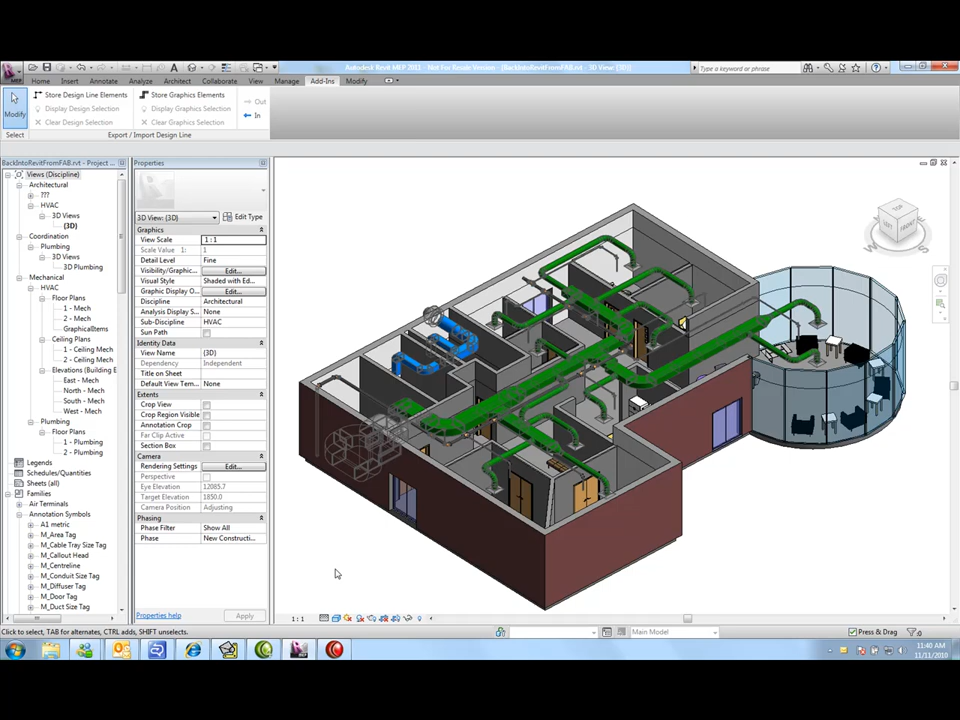 Autodesk Revit MEP 2011 - Not For Resale Version - [BackIntoRevitFromFAB.rvt - 3D View: {3D}]
Type a keyword or phrase
Home Insert Annotate Analyze Architect Collaborate View Manage Add-Ins Modify
Modify
Store Design Line Elements
Display Design Selection
Clear Design Selection
Store Graphics Elements
Display Graphics Selection
Clear Graphics Selection
Out
In
Select
Export / Import Design Line
BackIntoRevitFromFAB.rvt - Project ...
Views (Discipline)
Architectural
???
HVAC
3D Views
{3D}
Coordination
Plumbing
3D Views
3D Plumbing
Mechanical
HVAC
Floor Plans
1 - Mech
2 - Mech
GraphicalItems
Ceiling Plans
1 - Ceiling Mech
2 - Ceiling Mech
Elevations (Building E
East - Mech
North - Mech
South - Mech
West - Mech
Plumbing
Floor Plans
1 - Plumbing
2 - Plumbing
Legends
Schedules/Quantities
Sheets (all)
Families
Air Terminals
Annotation Symbols
A1 metric
M_Area Tag
M_Cable Tray Size Tag
M_Callout Head
M_Centreline
M_Conduit Size Tag
M_Diffuser Tag
M_Door Tag
M_Duct Size Tag
Properties
3D View: {3D}
Edit Type
Graphics
View Scale 1 : 1
Scale Value 1: 1
Detail Level Fine
Visibility/Graphic... Edit...
Visual Style Shaded with Ed...
Graphic Display O... Edit...
Discipline Architectural
Analysis Display S... None
Sub-Discipline HVAC
Sun Path
Identity Data
View Name {3D}
Dependency Independent
Title on Sheet
Default View Tem... None
Extents
Crop View
Crop Region Visible
Annotation Crop
Far Clip Active
Section Box
Camera
Rendering Settings Edit...
Perspective
Eye Elevation 12085.7
Target Elevation 1850.0
Camera Position Adjusting
Phasing
Phase Filter Show All
Phase New Constructi...
Properties help
Apply
TOP
LEFT
FRONT
W
S
1 : 1
Click to select, TAB for alternates, CTRL adds, SHIFT unselects.
Main Model
Press & Drag
:0
11:40 AM
11/11/2010